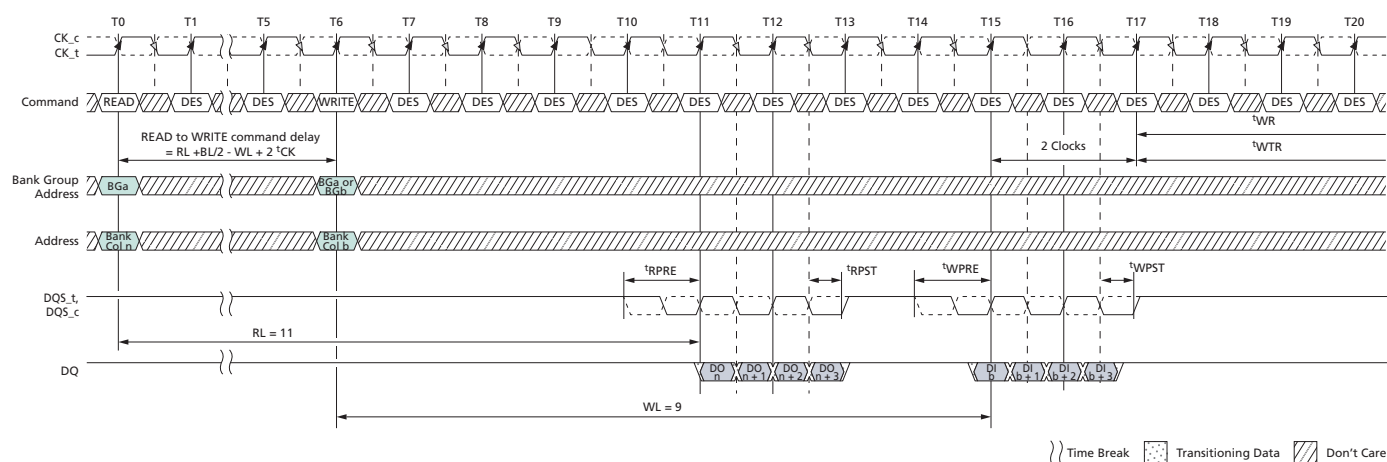 T0 T1 T5 T6 T7 T8 T9 T10 T11 T12 T13 T14 T15 T16 T17 T18 T19 T20
CK_c
CK_t
Command READ DES DES WRITE DES DES DES DES DES DES DES DES DES DES DES DES DES DES
READ to WRITE command delay
= RL +BL/2 - WL + 2 tCK
2 Clocks
tWR
tWTR
Bank Group
Address
BGa
BGa or
BGb
Address
Bank
Col n
Bank
Col b
tRPRE tRPST tWPRE tWPST
DQS_t,
DQS_c
RL = 11
DQ
DO
n
DO
n + 1
DO
n + 2
DO
n + 3
DI
b
DI
b + 1
DI
b + 2
DI
b + 3
WL = 9
Time Break Transitioning Data Don't Care